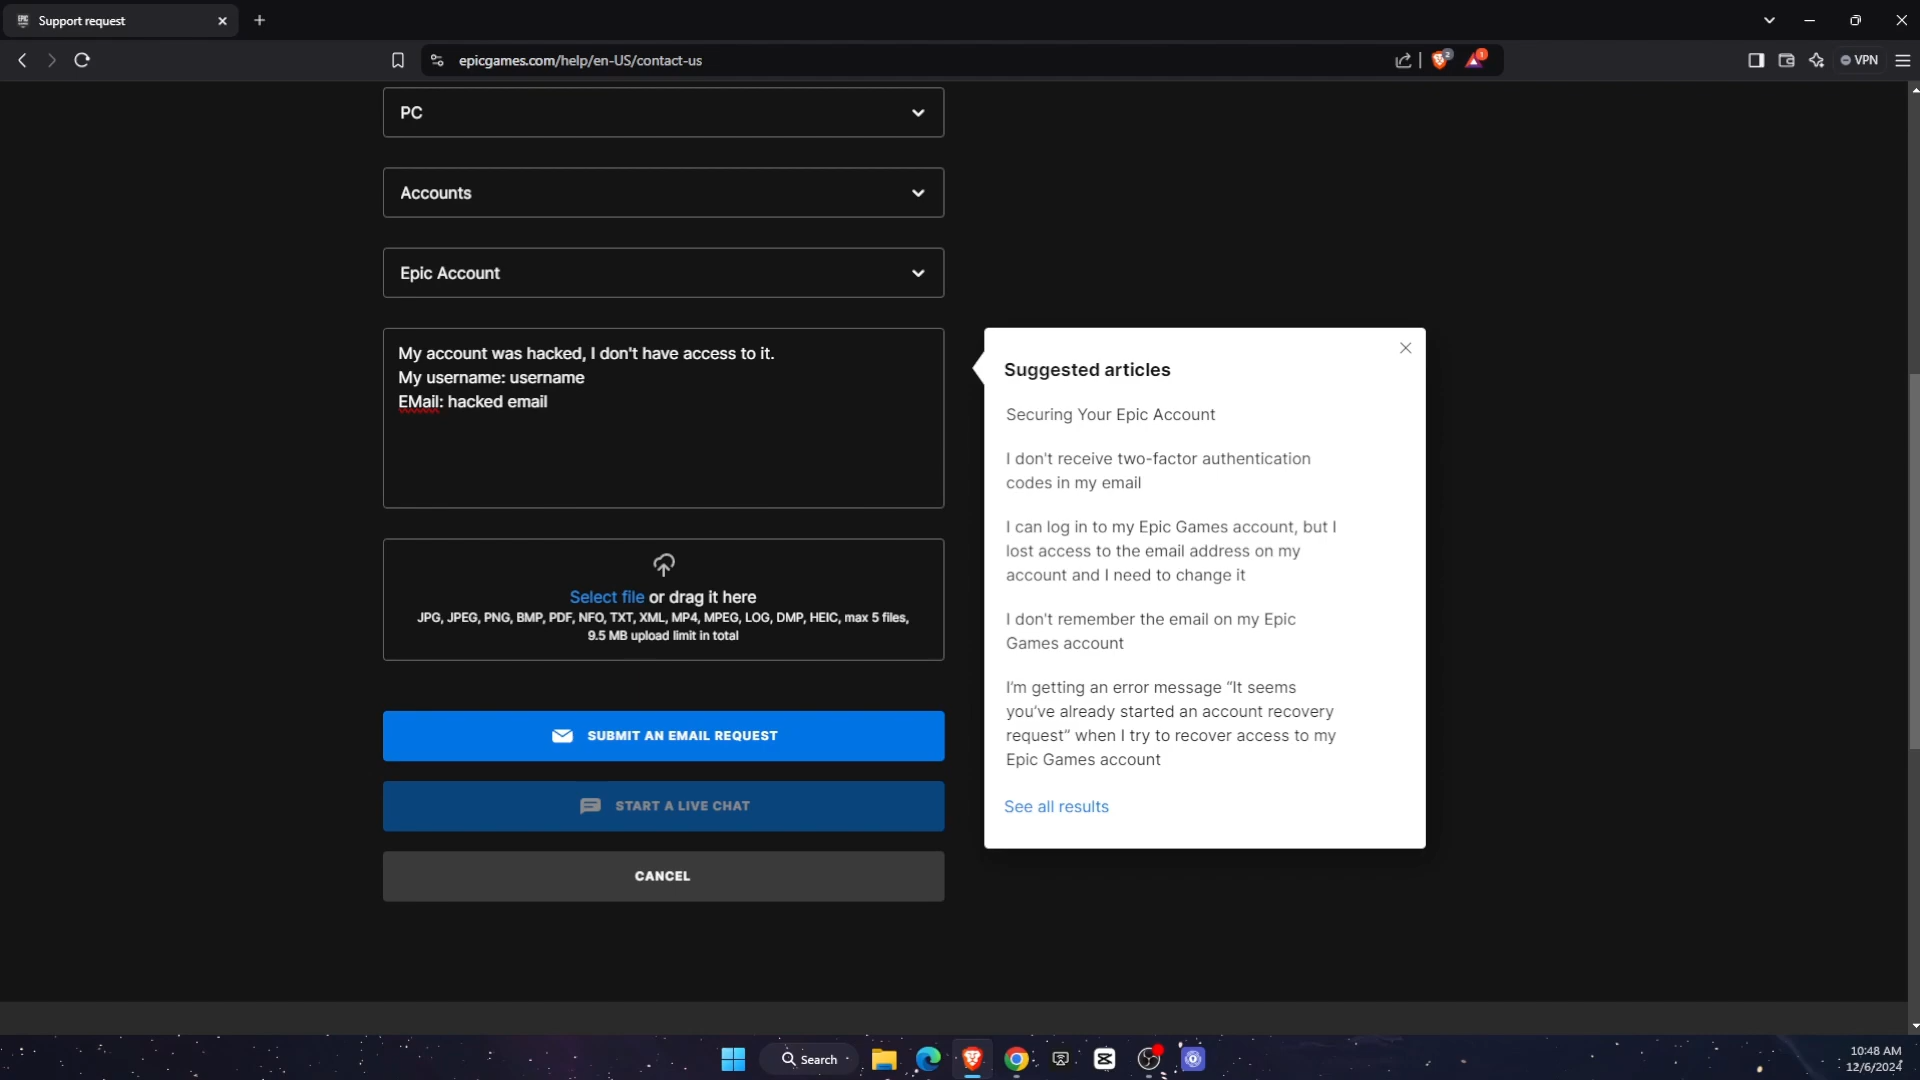 Support request
epicgames.com/help/en-US/contact-us
2
1
VPN
PC
Accounts
Epic Account
My account was hacked, I don't have access to it.
My username: username
EMail: hacked email
Select file or drag it here
JPG, JPEG, PNG, BMP, PDF, NFO, TXT, XML, MP4, MPEG, LOG, DMP, HEIC, max 5 files,
9.5 MB upload limit in total
SUBMIT AN EMAIL REQUEST
START A LIVE CHAT
CANCEL
Suggested articles
Securing Your Epic Account
I don't receive two-factor authentication
codes in my email
I can log in to my Epic Games account, but I
lost access to the email address on my
account and I need to change it
I don't remember the email on my Epic
Games account
I'm getting an error message “It seems
you've already started an account recovery
request” when I try to recover access to my
Epic Games account
See all results
Search
10:48 AM
12/6/2024